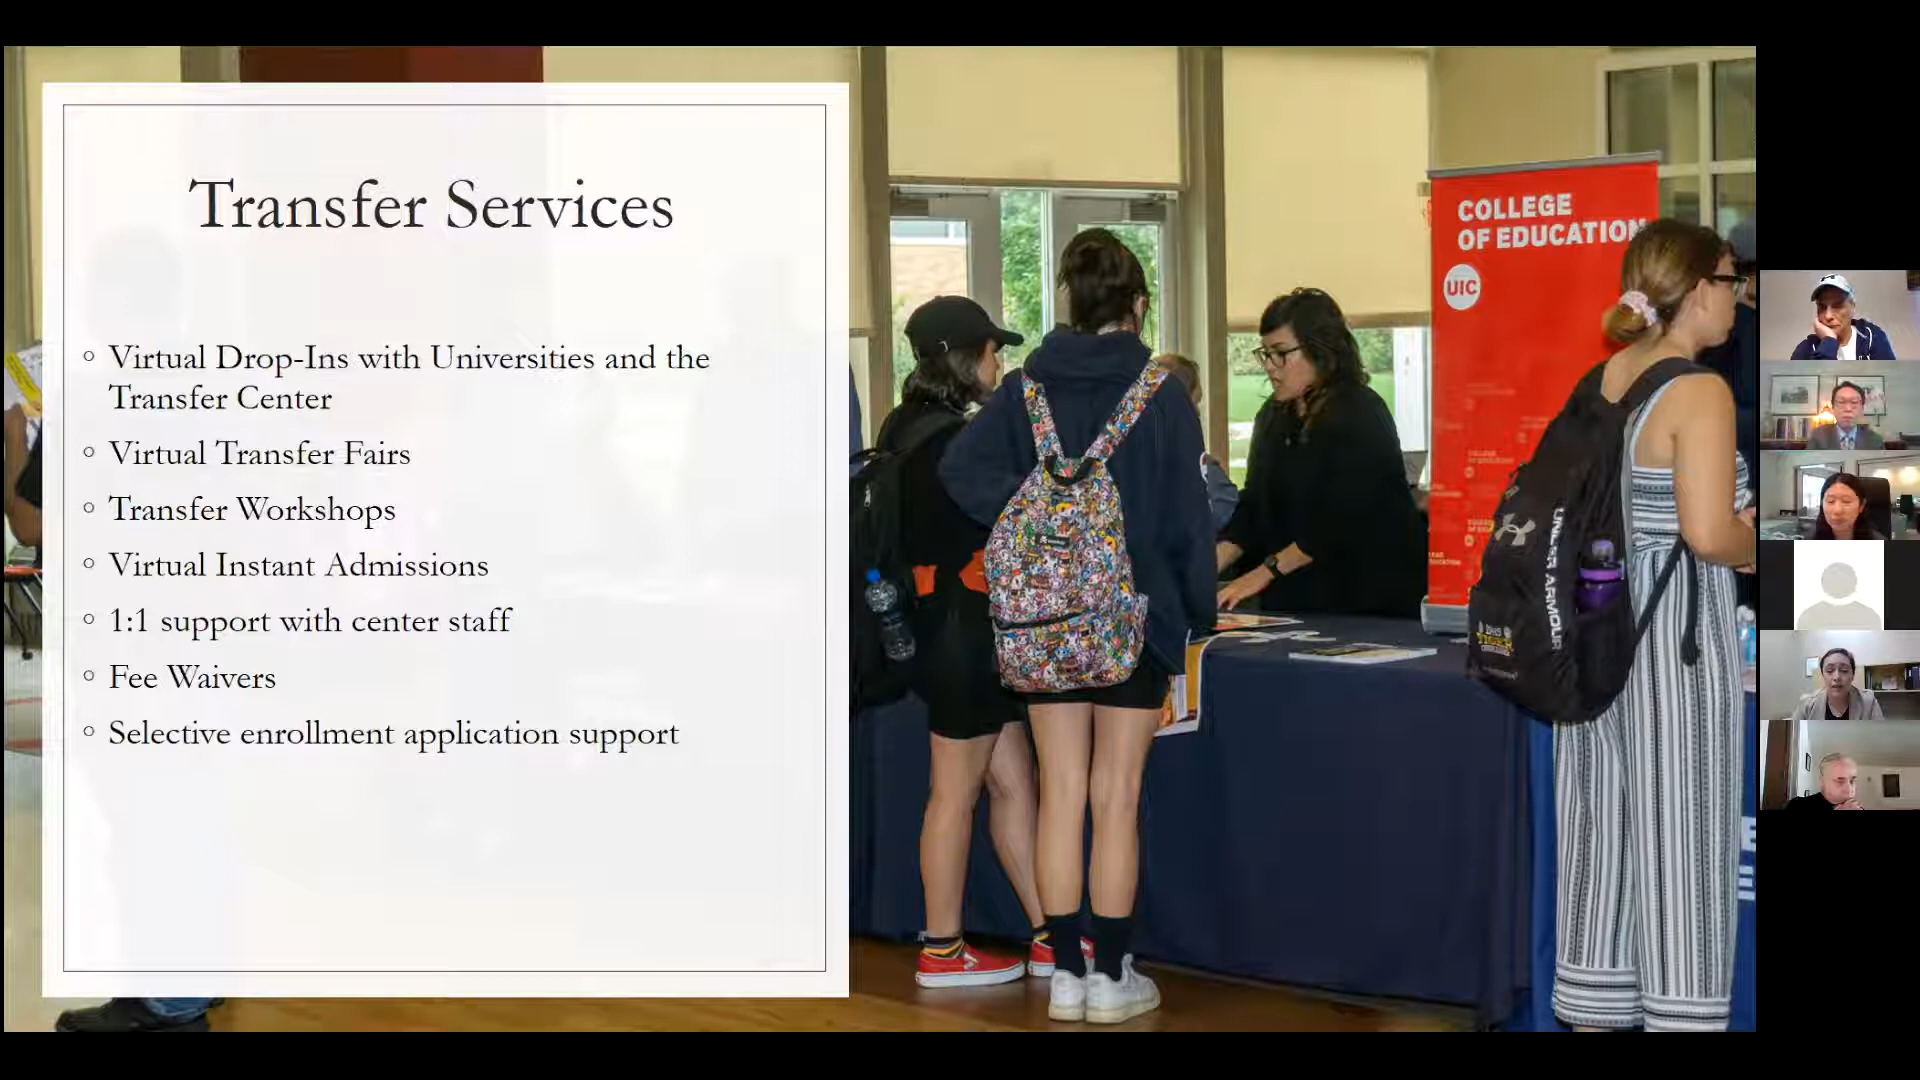 Transfer Services
◦ Virtual Drop-Ins with Universities and the
Transfer Center
◦ Virtual Transfer Fairs
◦ Transfer Workshops
◦ Virtual Instant Admissions
◦ 1:1 support with center staff
◦ Fee Waivers
◦ Selective enrollment application support
COLLEGE
OF EDUCATION
UIC
UNDER ARMOUR